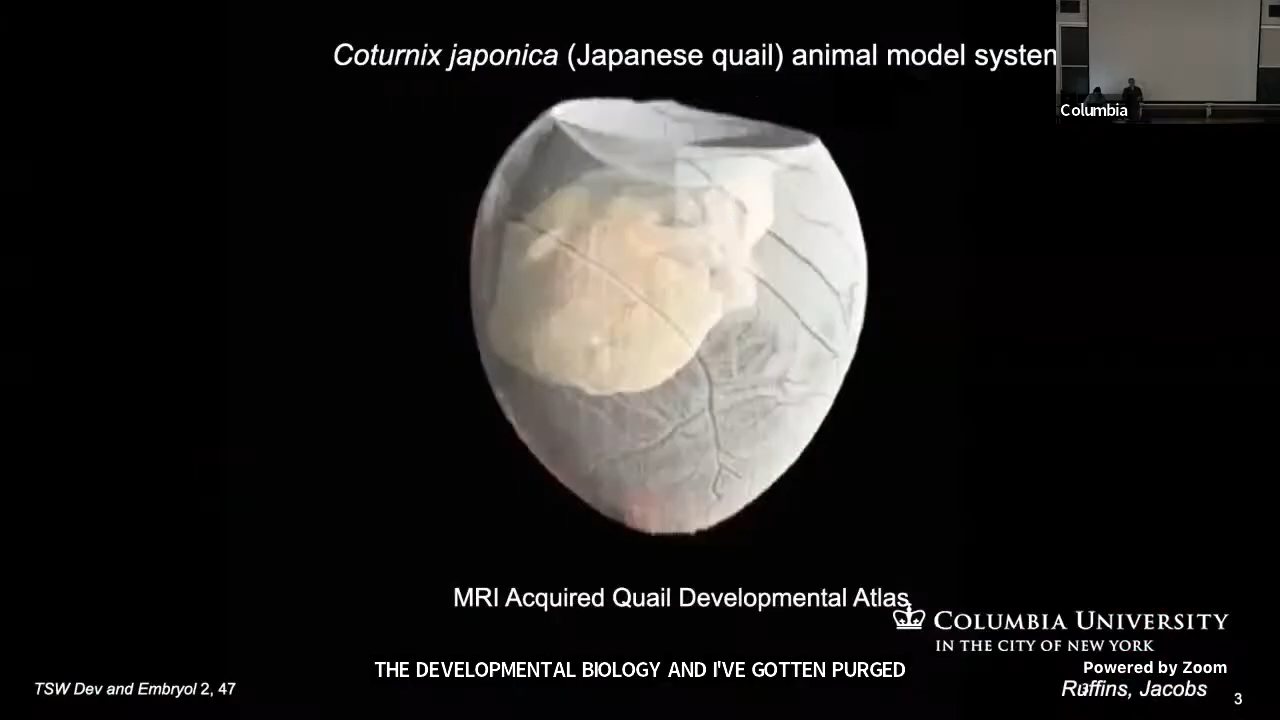 Coturnix japonica (Japanese quail) animal model system
Columbia
MRI Acquired Quail Developmental Atlas
COLUMBIA UNIVERSITY
IN THE CITY OF NEW YORK
THE DEVELOPMENTAL BIOLOGY AND I'VE GOTTEN PURGED
Powered by Zoom
TSW Dev and Embryol 2, 47
Ruffins, Jacobs
3